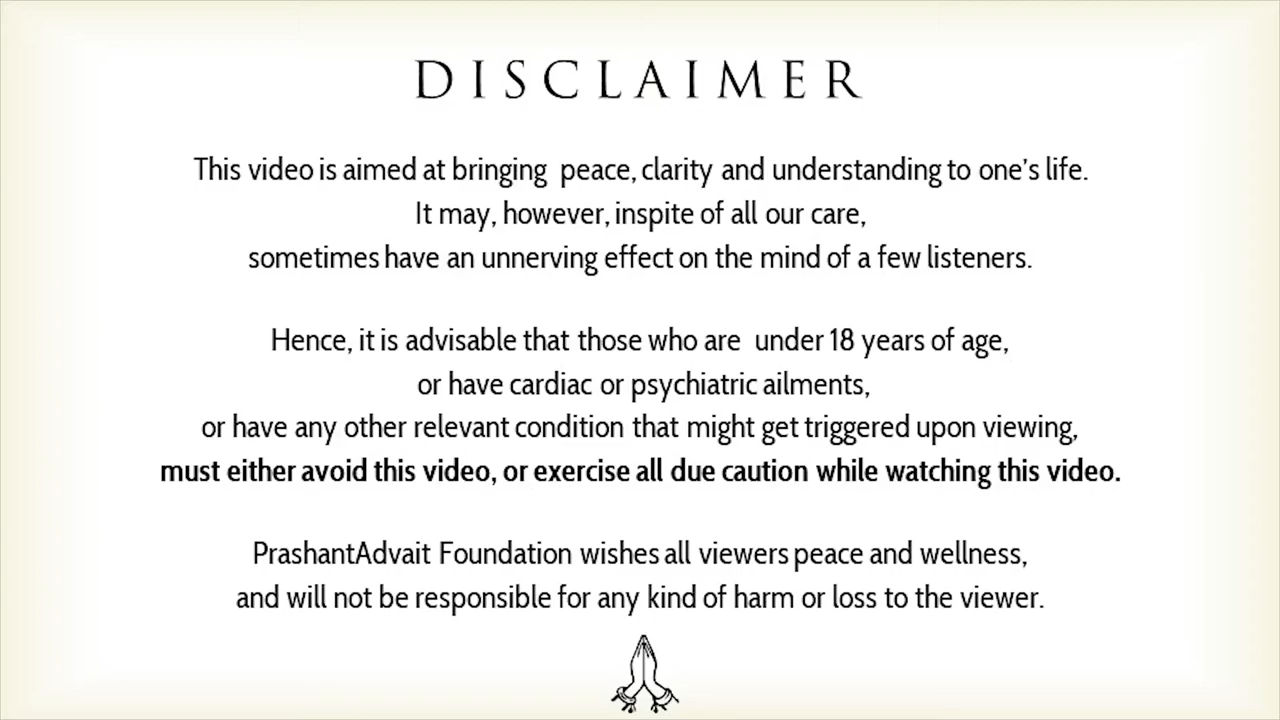 DISCLAIMER
This video is aimed at bringing peace, clarity and understanding to one's life.
It may, however, inspite of all our care,
sometimes have an unnerving effect on the mind of a few listeners.
Hence, it is advisable that those who are under 18 years of age,
or have cardiac or psychiatric ailments,
or have any other relevant condition that might get triggered upon viewing,
must either avoid this video, or exercise all due caution while watching this video.
PrashantAdvait Foundation wishes all viewers peace and wellness,
and will not be responsible for any kind of harm or loss to the viewer.